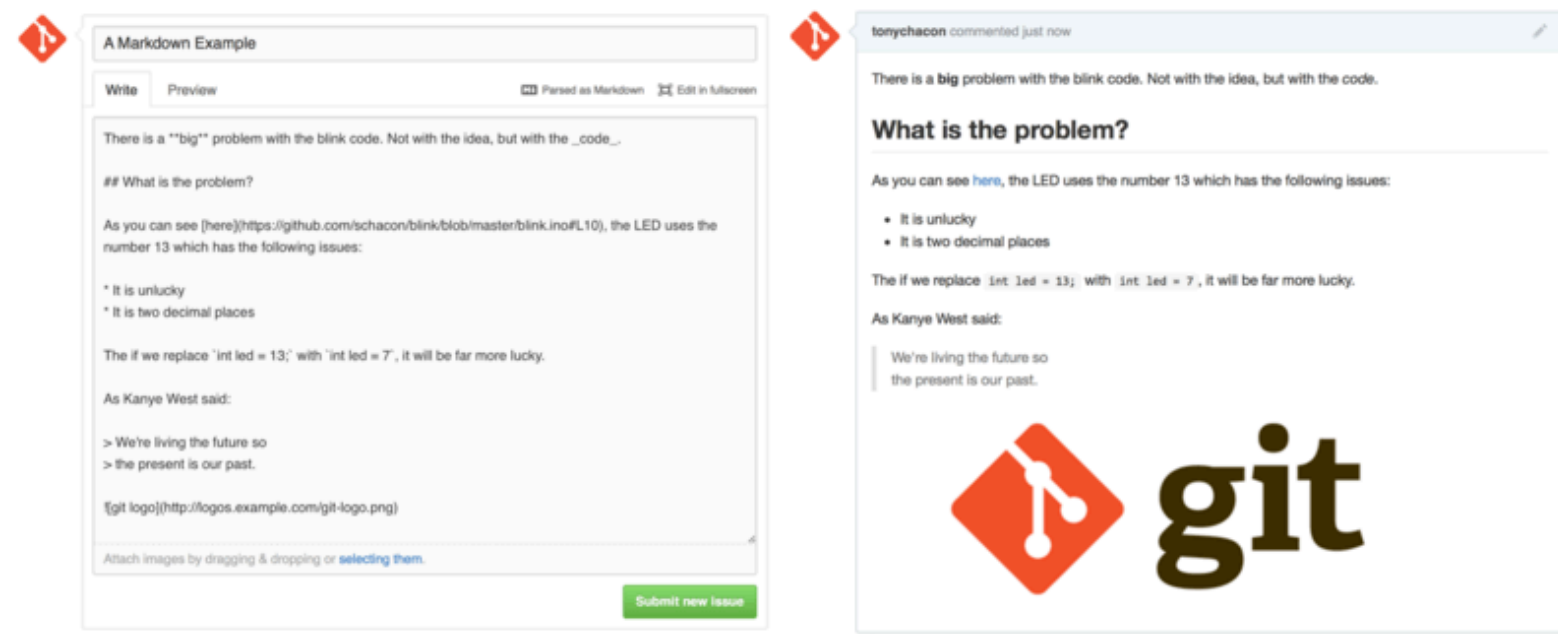 A Markdown Example
Write Preview Parsed as Markdown Edit in fullscreen
There is a **big** problem with the blink code. Not with the idea, but with the _code_.
## What is the problem?
As you can see [here](https://github.com/schacon/blink/blob/master/blink.ino#L10), the LED uses the
number 13 which has the following issues:
* It is unlucky
* It is two decimal places
The if we replace `int led = 13;` with `int led = 7`, it will be far more lucky.
As Kanye West said:
> We're living the future so
> the present is our past.
![git logo](http://logos.example.com/git-logo.png)
Attach images by dragging & dropping or selecting them.
Submit new issue
tonychacon commented just now
There is a big problem with the blink code. Not with the idea, but with the code.
What is the problem?
As you can see here, the LED uses the number 13 which has the following issues:
• It is unlucky
• It is two decimal places
The if we replace int led = 13; with int led = 7 , it will be far more lucky.
As Kanye West said:
We're living the future so
the present is our past.
git